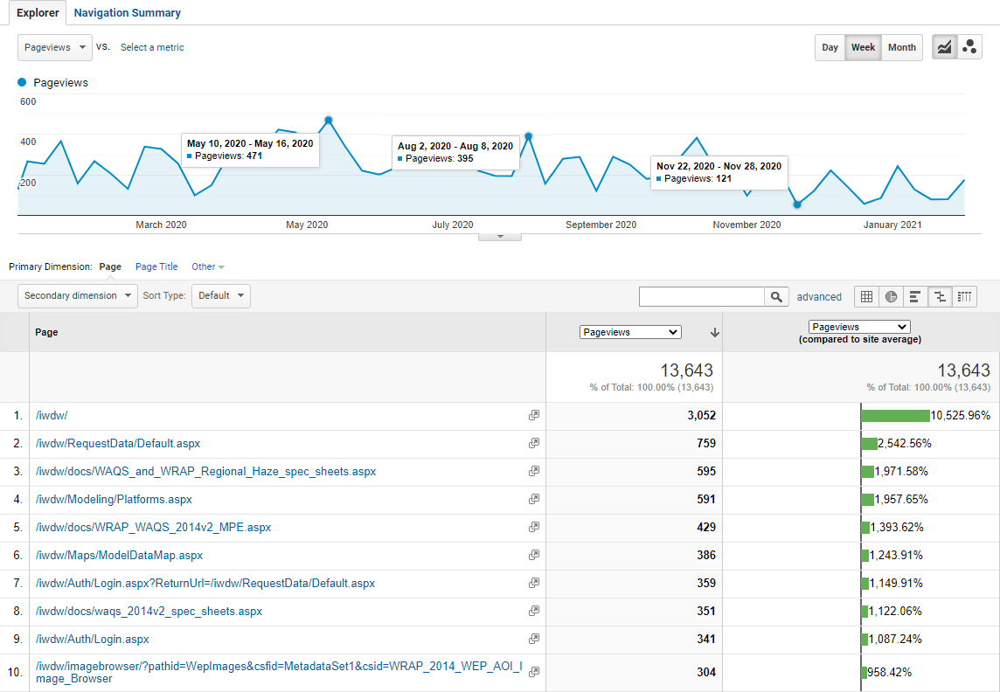 Explorer Navigation Summary
Pageviews VS. Select a metric Day Week Month
Pageviews
600
400
200
May 10, 2020 - May 16, 2020
Pageviews: 471
Aug 2, 2020 - Aug 8, 2020
Pageviews: 395
Nov 22, 2020 - Nov 28, 2020
Pageviews: 121
March 2020 May 2020 July 2020 September 2020 November 2020 January 2021
Primary Dimension: Page Page Title Other
Secondary dimension Sort Type: Default advanced
Page Pageviews Pageviews
(compared to site average)
13,643 13,643
% of Total: 100.00% (13,643) % of Total: 100.00% (13,643)
1. /iwdw/ 3,052 10,525.96%
2. /iwdw/RequestData/Default.aspx 759 2,542.56%
3. /iwdw/docs/WAQS_and_WRAP_Regional_Haze_spec_sheets.aspx 595 1,971.58%
4. /iwdw/Modeling/Platforms.aspx 591 1,957.65%
5. /iwdw/docs/WRAP_WAQS_2014v2_MPE.aspx 429 1,393.62%
6. /iwdw/Maps/ModelDataMap.aspx 386 1,243.91%
7. /iwdw/Auth/Login.aspx?ReturnUrl=/iwdw/RequestData/Default.aspx 359 1,149.91%
8. /iwdw/docs/waqs_2014v2_spec_sheets.aspx 351 1,122.06%
9. /iwdw/Auth/Login.aspx 341 1,087.24%
10. /iwdw/imagebrowser/?pathid=WepImages&csfid=MetadataSet1&csid=WRAP_2014_WEP_AOI_I
mage_Browser 304 958.42%